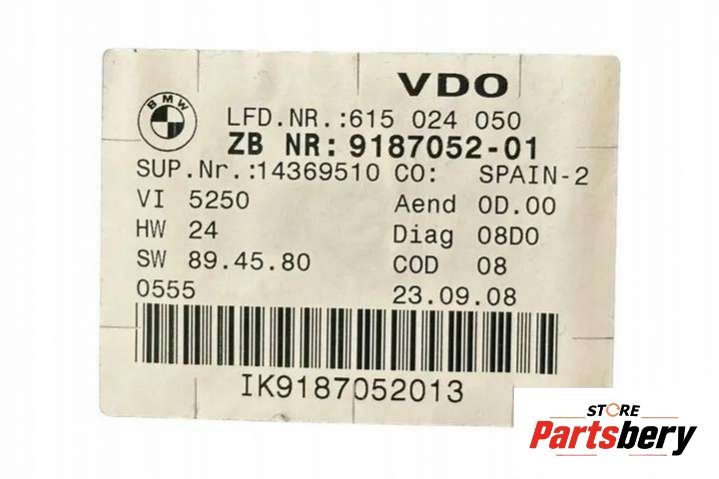 VDO
BMW
LFD.NR.:615 024 050
ZB NR: 9187052-01
SUP.Nr.:14369510 CO: SPAIN-2
VI 5250 Aend 0D.00
HW 24 Diag 08D0
SW 89.45.80 COD 08
0555 23.09.08
IK9187052013
STORE
Partsbery